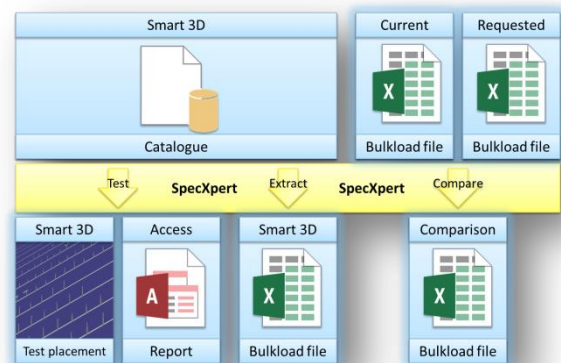 Smart 3D
Current
Requested
X
X
Catalogue
Bulkload file
Bulkload file
Test
SpecXpert
Extract
SpecXpert
Compare
Smart 3D
Access
Smart 3D
Comparison
A
X
X
Test placement
Report
Bulkload file
Bulkload file